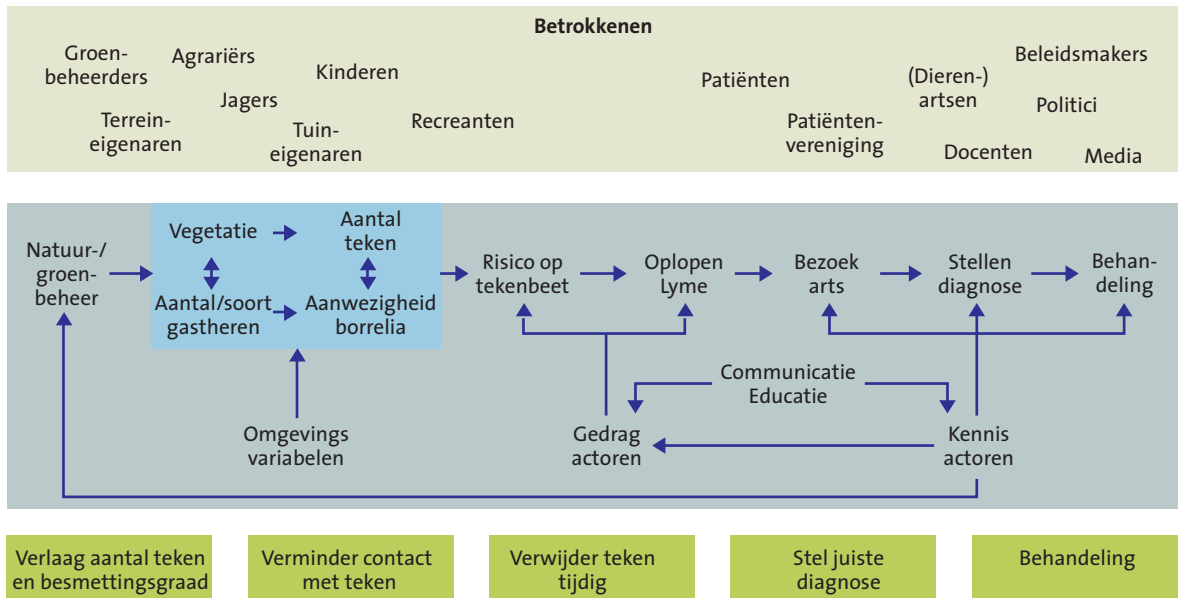 Betrokkenen
Groen-
beheerders
Agrariërs
Kinderen
Jagers
Terrein-
eigenaren
Tuin-
eigenaren
Recreanten
Patiënten
Patiënten-
vereniging
(Dieren-)
artsen
Beleidsmakers
Politici
Docenten
Media
Natuur-/
groen-
beheer
Vegetatie
Aantal
teken
Aantal/soort
gastheren
Aanwezigheid
borrelia
Risico op
tekenbeet
Oplopen
Lyme
Bezoek
arts
Stellen
diagnose
Behan-
deling
Communicatie
Educatie
Omgevings
variabelen
Gedrag
actoren
Kennis
actoren
Verlaag aantal teken
en besmettingsgraad
Verminder contact
met teken
Verwijder teken
tijdig
Stel juiste
diagnose
Behandeling